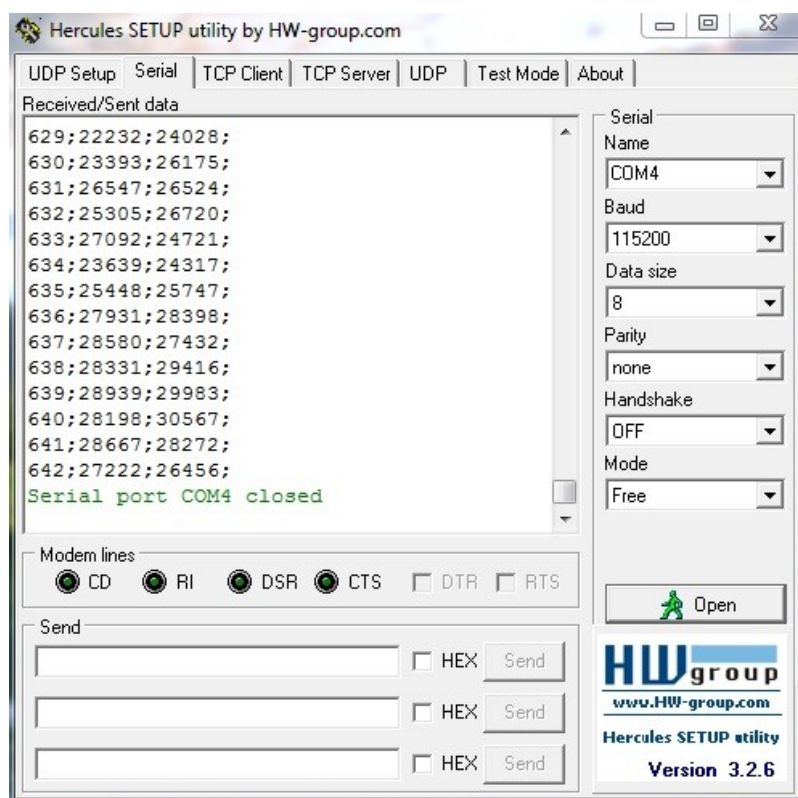 Hercules SETUP utility by HW-group.com
UDP Setup Serial TCP Client TCP Server UDP Test Mode About
Received/Sent data
629;22232;24028;
630;23393;26175;
631;26547;26524;
632;25305;26720;
633;27092;24721;
634;23639;24317;
635;25448;25747;
636;27931;28398;
637;28580;27432;
638;28331;29416;
639;28939;29983;
640;28198;30567;
641;28667;28272;
642;27222;26456;
Serial port COM4 closed
Serial
Name
COM4
Baud
115200
Data size
8
Parity
none
Handshake
OFF
Mode
Free
Modem lines
CD RI DSR CTS DTR RTS
Open
Send
HEX Send
HEX Send
HEX Send
HWgroup
www.HW-group.com
Hercules SETUP utility
Version 3.2.6